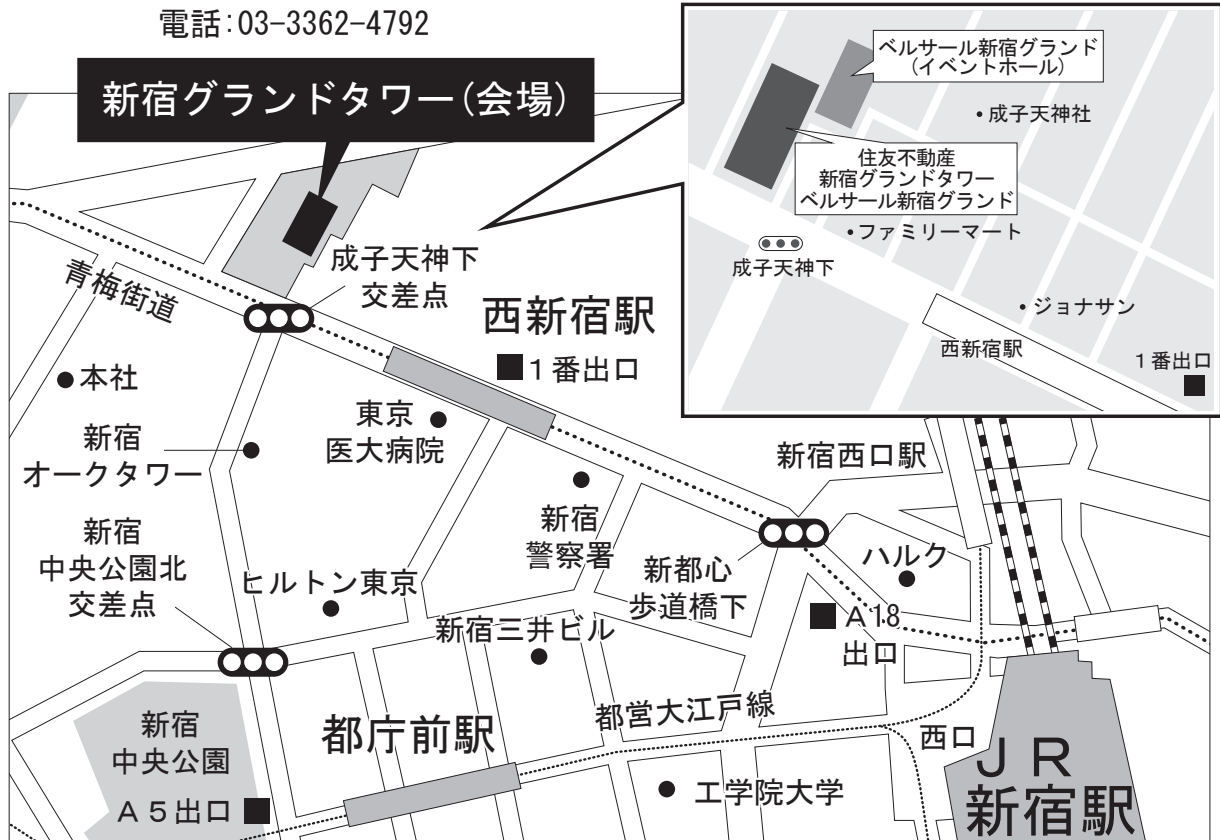 電話:03-3362-4792
新宿グランドタワー(会場)
ベルサール新宿グランド
(イベントホール)
・成子天神社
住友不動産
新宿グランドタワー
ベルサール新宿グランド
・ファミリーマート
成子天神下
・ジョナサン
西新宿駅
1番出口
青梅街道
成子天神下
交差点
西新宿駅
■1番出口
●本社
東京
医大病院
新宿
オークタワー
新宿西口駅
新宿
警察署
新宿
中央公園北
交差点
ヒルトン東京
新都心
歩道橋下
ハルク
A18
出口
新宿三井ビル
新宿
中央公園
都庁前駅
都営大江戸線
西口
JR
新宿駅
A5出口■
工学院大学